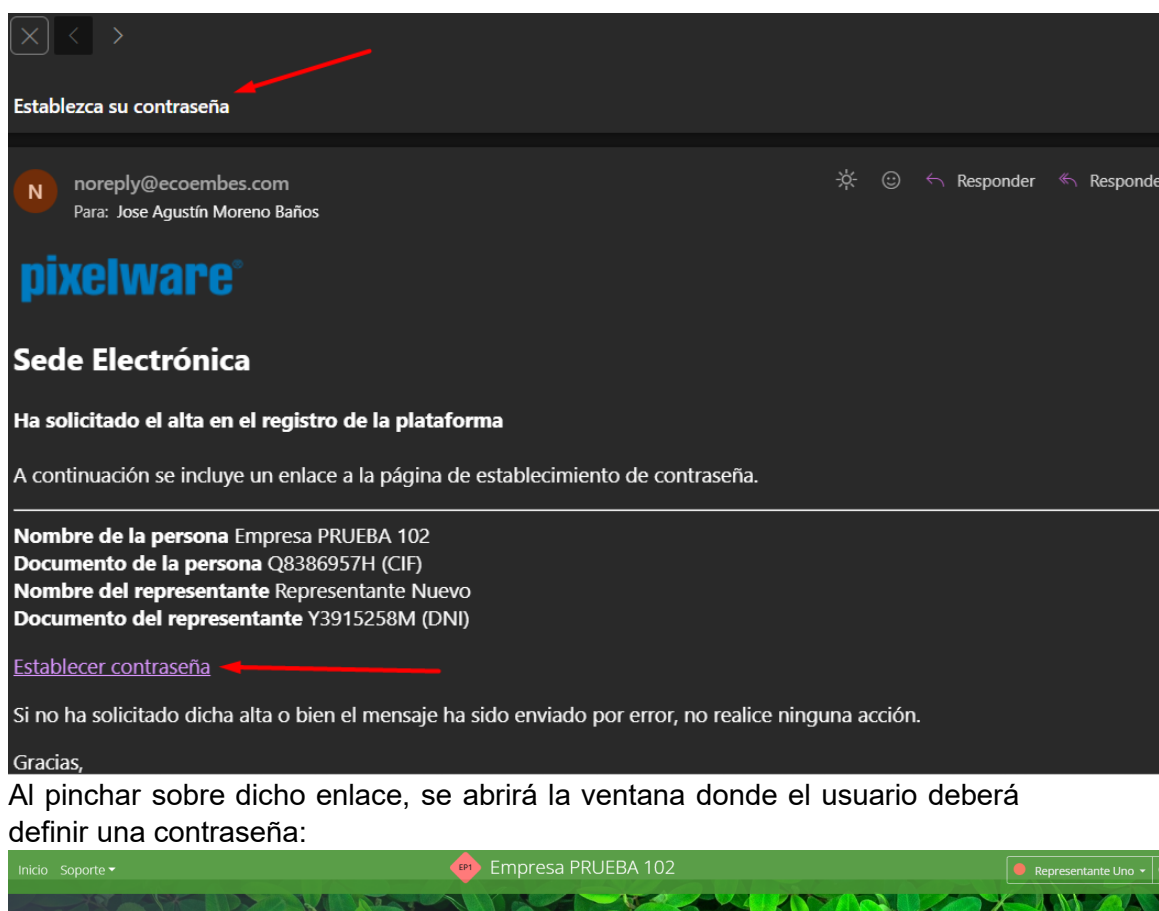 Establezca su contraseña
N
noreply@ecoembes.com
Responder
Responde
Para: Jose Agustín Moreno Baños
pixelware®
Sede Electrónica
Ha solicitado el alta en el registro de la plataforma
A continuación se incluye un enlace a la página de establecimiento de contraseña.
Nombre de la persona Empresa PRUEBA 102
Documento de la persona Q8386957H (CIF)
Nombre del representante Representante Nuevo
Documento del representante Y3915258M (DNI)
Establecer contraseña
Si no ha solicitado dicha alta o bien el mensaje ha sido enviado por error, no realice ninguna acción.
Gracias,
Al pinchar sobre dicho enlace, se abrirá la ventana donde el usuario deberá
definir una contraseña:
Inicio Soporte EP1 Empresa PRUEBA 102 Representante Uno